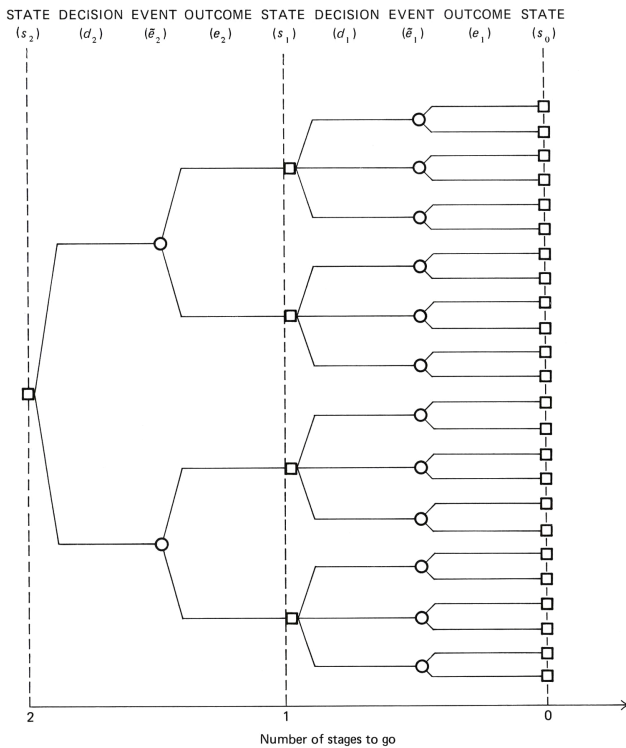 STATE DECISION EVENT OUTCOME STATE DECISION EVENT OUTCOME STATE
(s₂) (d₂) (ẽ₂) (e₂) (s₁) (d₁) (ẽ₁) (e₁) (s₀)
2 1 0
Number of stages to go